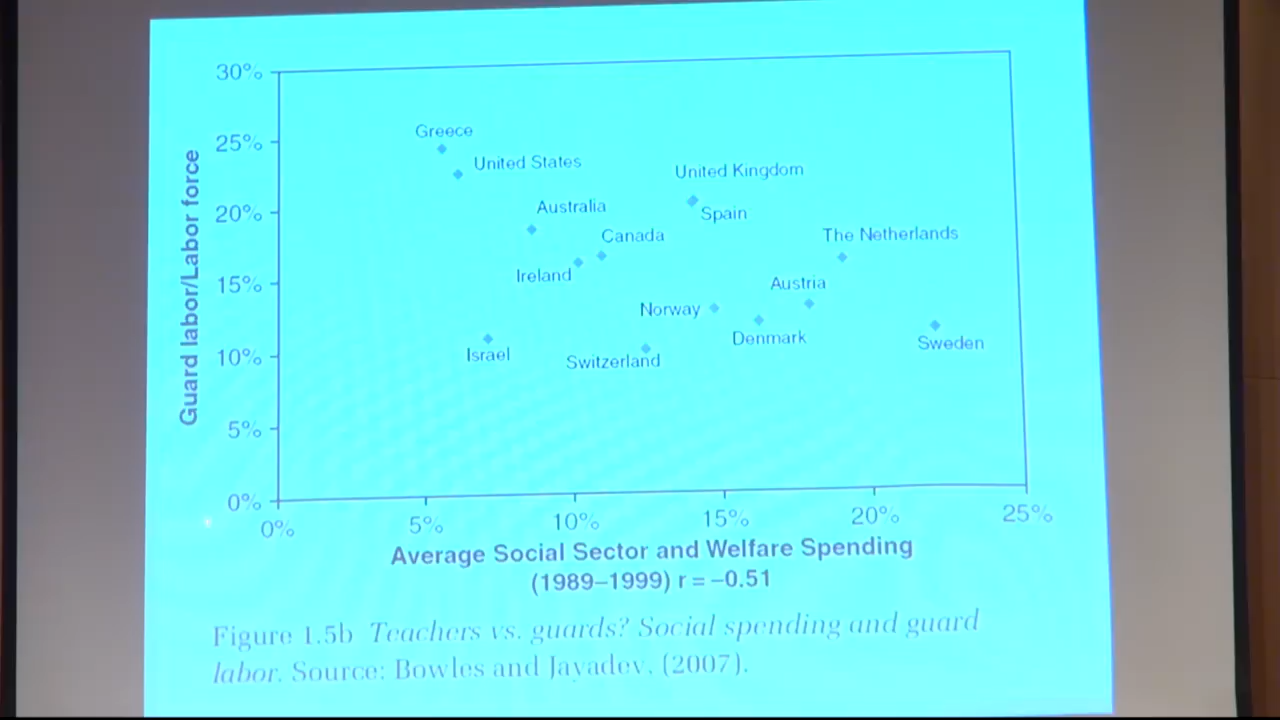 30%
25%
20%
15%
10%
5%
0%
Guard labor/Labor force
Greece
United States
United Kingdom
Australia
Spain
Canada
The Netherlands
Ireland
Austria
Norway
Denmark
Sweden
Israel
Switzerland
0% 5% 10% 15% 20% 25%
Average Social Sector and Welfare Spending
(1989–1999) r = –0.51
Figure 1.5b Teachers vs. guards? Social spending and guard
labor. Source: Bowles and Jayadev, (2007).